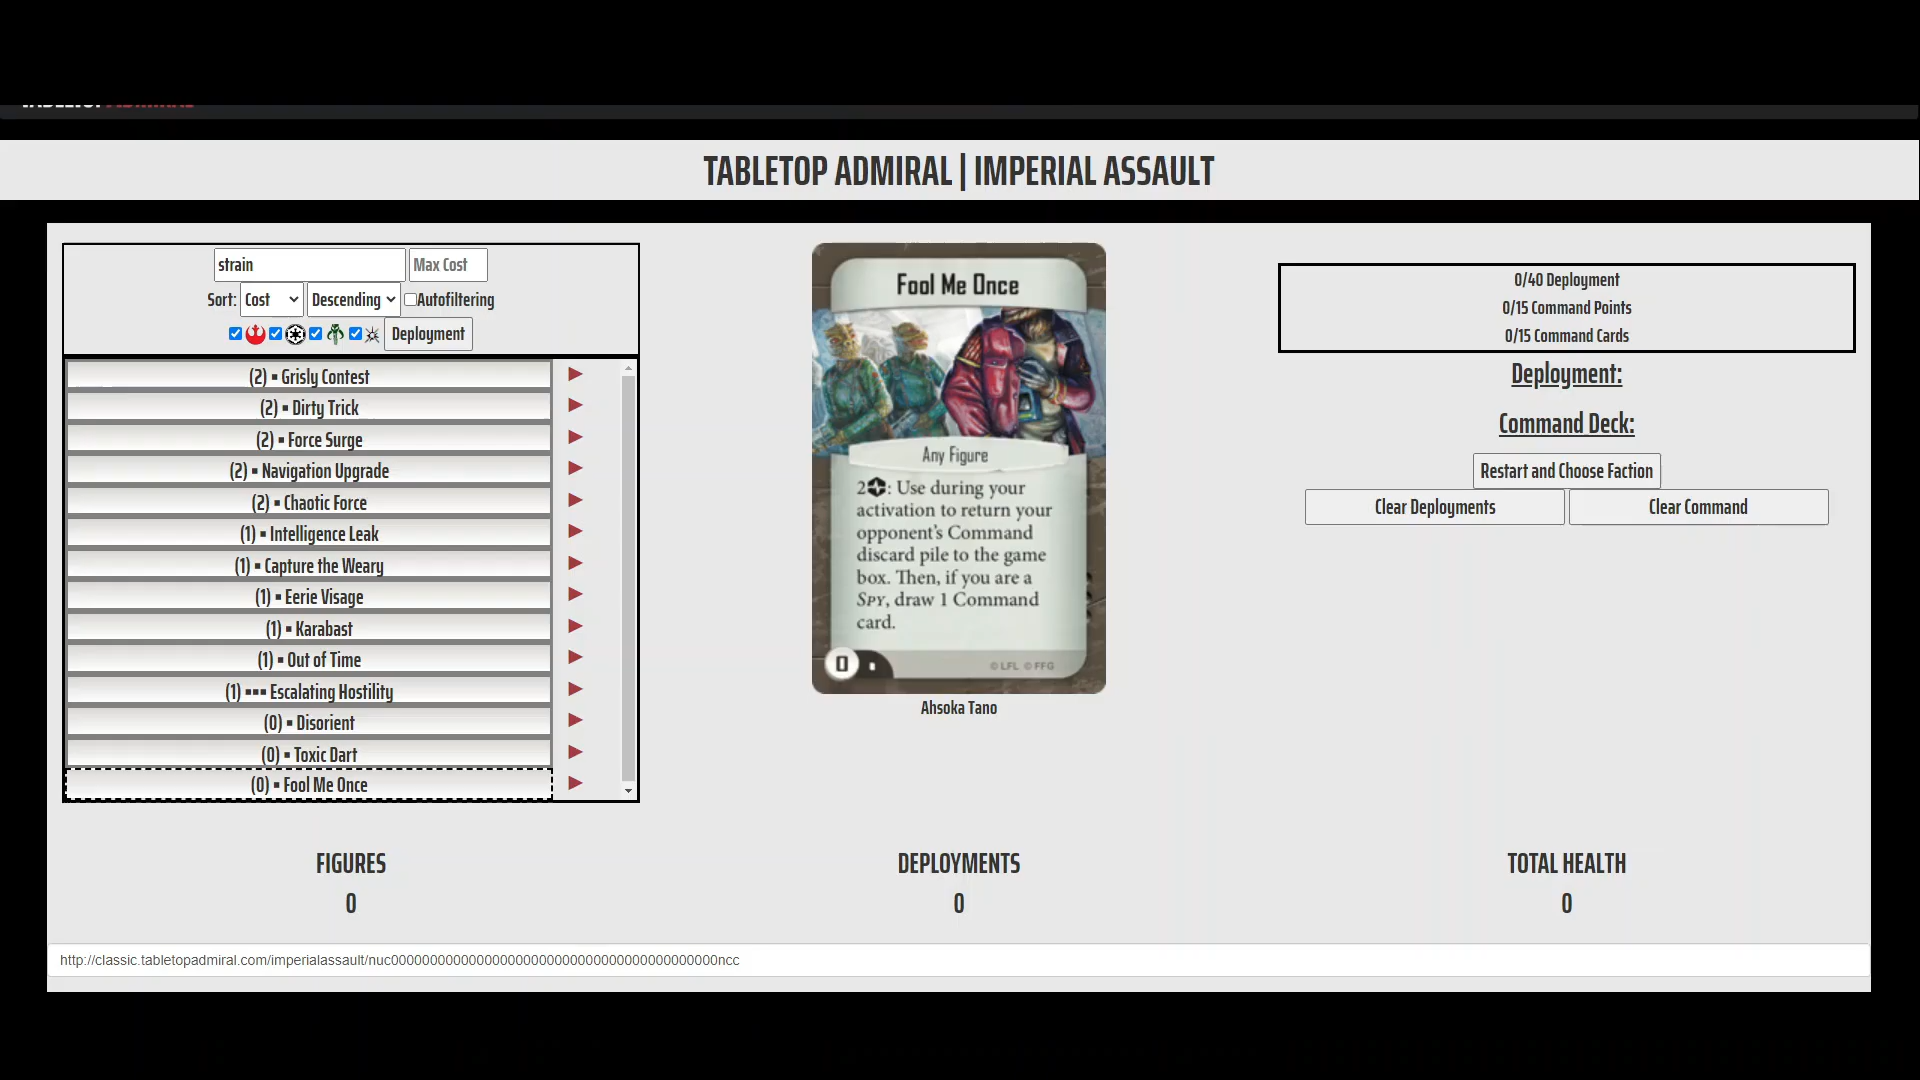 TABLETOP ADMIRAL | IMPERIAL ASSAULT
strain
Max Cost
Sort: Cost Descending Autofiltering
Deployment
(2) ▪ Grisly Contest
(2) ▪ Dirty Trick
(2) ▪ Force Surge
(2) ▪ Navigation Upgrade
(2) ▪ Chaotic Force
(1) ▪ Intelligence Leak
(1) ▪ Capture the Weary
(1) ▪ Eerie Visage
(1) ▪ Karabast
(1) ▪ Out of Time
(1) ▪▪▪ Escalating Hostility
(0) ▪ Disorient
(0) ▪ Toxic Dart
(0) ▪ Fool Me Once
Fool Me Once
Any Figure
2: Use during your
activation to return your
opponent's Command
discard pile to the game
box. Then, if you are a
SPY, draw 1 Command
card.
0
© LFL © FFG
Ahsoka Tano
0/40 Deployment
0/15 Command Points
0/15 Command Cards
Deployment:
Command Deck:
Restart and Choose Faction
Clear Deployments
Clear Command
FIGURES
0
DEPLOYMENTS
0
TOTAL HEALTH
0